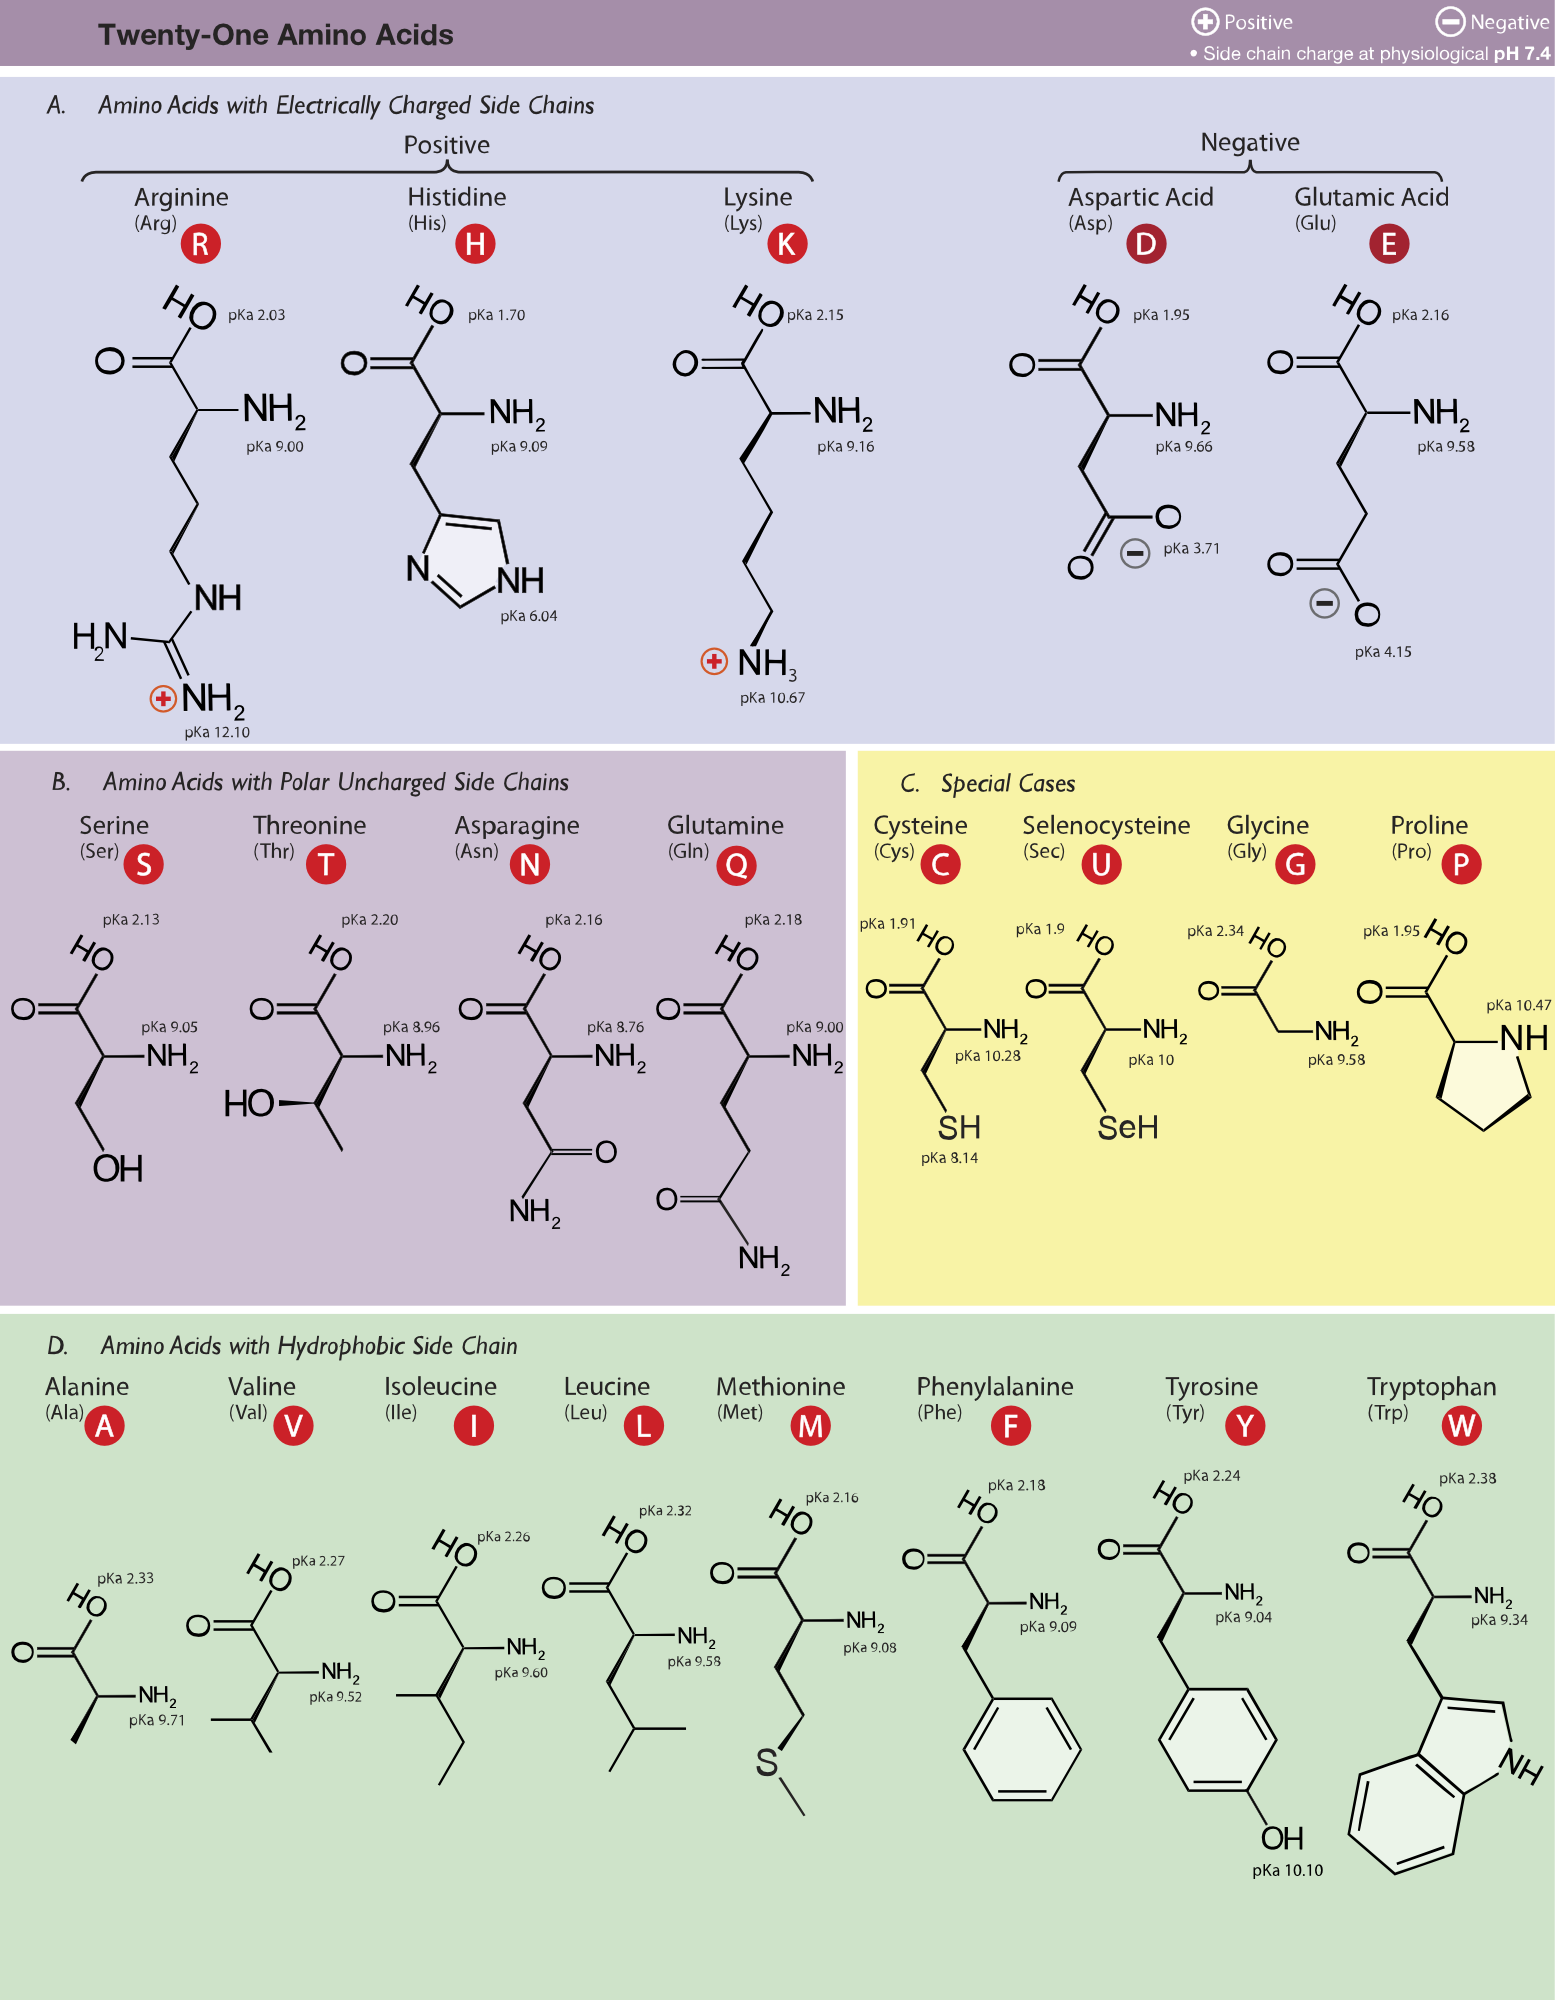 Twenty-One Amino Acids
+ Positive
− Negative
• Side chain charge at physiological pH 7.4
A. Amino Acids with Electrically Charged Side Chains
Positive
Negative
Arginine
(Arg)
R
Histidine
(His)
H
Lysine
(Lys)
K
Aspartic Acid
(Asp)
D
Glutamic Acid
(Glu)
E
HO
pKa 2.03
O
NH2
pKa 9.00
NH
H2N
+ NH2
pKa 12.10
HO
pKa 1.70
O
NH2
pKa 9.09
N
NH
pKa 6.04
HO
pKa 2.15
O
NH2
pKa 9.16
+ NH3
pKa 10.67
HO
pKa 1.95
O
NH2
pKa 9.66
O
− pKa 3.71
O
HO
pKa 2.16
O
NH2
pKa 9.58
O
−
O
pKa 4.15
B. Amino Acids with Polar Uncharged Side Chains
Serine
(Ser)
S
Threonine
(Thr)
T
Asparagine
(Asn)
N
Glutamine
(Gln)
Q
pKa 2.13
HO
O
pKa 9.05
NH2
OH
pKa 2.20
HO
O
pKa 8.96
NH2
HO
pKa 2.16
HO
O
pKa 8.76
NH2
O
NH2
pKa 2.18
HO
O
pKa 9.00
NH2
O
NH2
C. Special Cases
Cysteine
(Cys)
C
Selenocysteine
(Sec)
U
Glycine
(Gly)
G
Proline
(Pro)
P
pKa 1.91
HO
O
NH2
pKa 10.28
SH
pKa 8.14
pKa 1.9
HO
O
NH2
pKa 10
SeH
pKa 2.34
HO
O
NH2
pKa 9.58
pKa 1.95
HO
O
pKa 10.47
NH
D. Amino Acids with Hydrophobic Side Chain
Alanine
(Ala)
A
Valine
(Val)
V
Isoleucine
(Ile)
I
Leucine
(Leu)
L
Methionine
(Met)
M
Phenylalanine
(Phe)
F
Tyrosine
(Tyr)
Y
Tryptophan
(Trp)
W
pKa 2.33
HO
O
NH2
pKa 9.71
pKa 2.27
HO
O
NH2
pKa 9.52
pKa 2.26
HO
O
NH2
pKa 9.60
pKa 2.32
HO
O
NH2
pKa 9.58
pKa 2.16
HO
O
NH2
pKa 9.08
S
pKa 2.18
HO
O
NH2
pKa 9.09
pKa 2.24
HO
O
NH2
pKa 9.04
OH
pKa 10.10
pKa 2.38
HO
O
NH2
pKa 9.34
NH